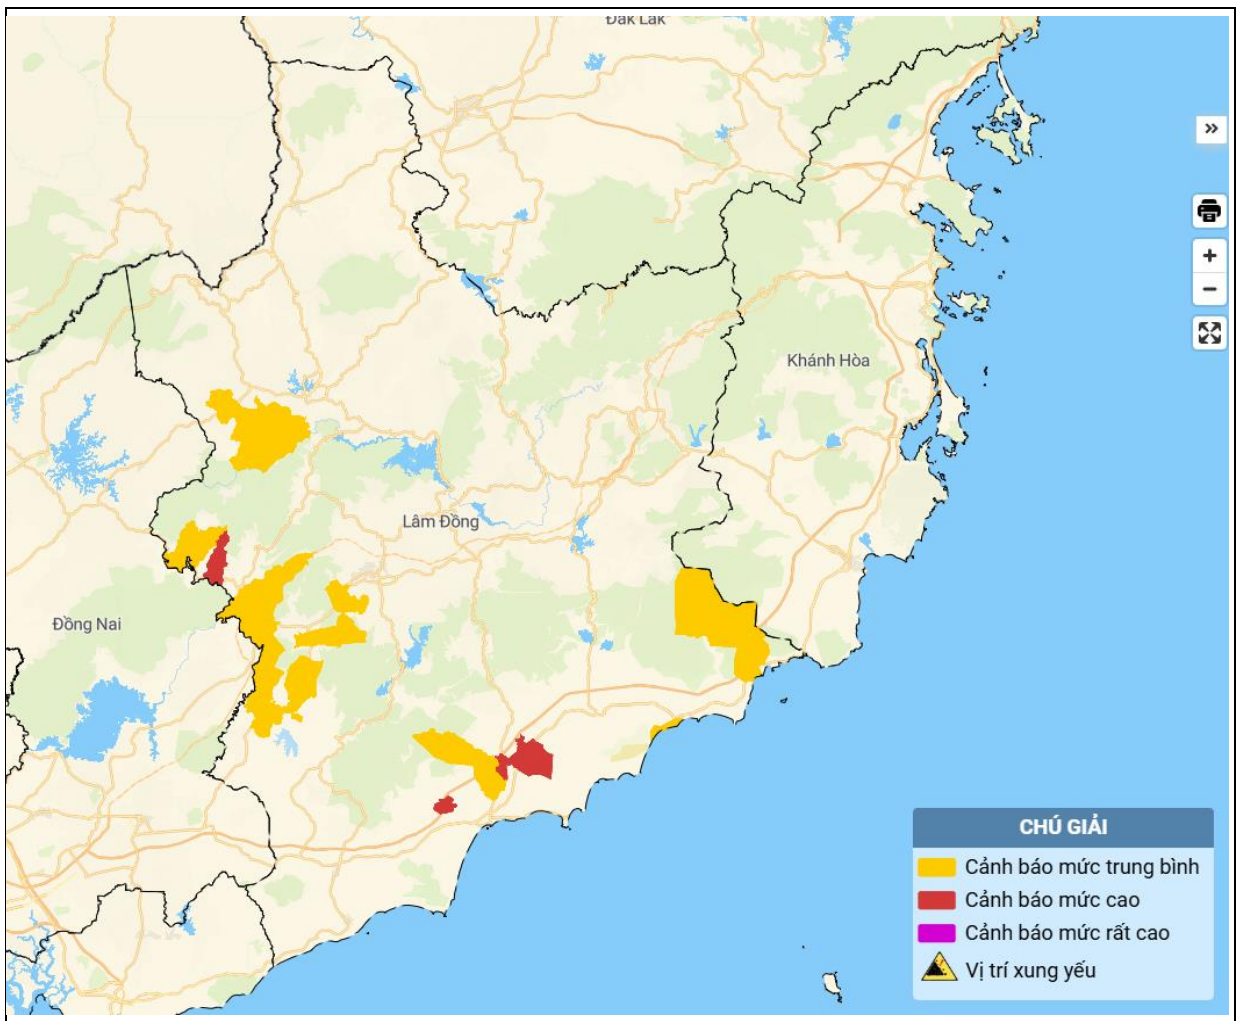 Đắk Lắk
»
Khánh Hòa
+
−
Lâm Đồng
Đồng Nai
CHÚ GIẢI
Cảnh báo mức trung bình
Cảnh báo mức cao
Cảnh báo mức rất cao
Vị trí xung yếu